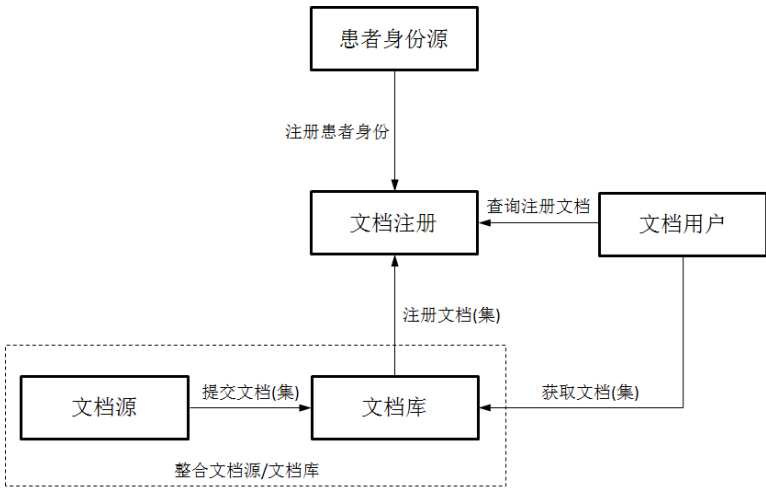 患者身份源
注册患者身份
文档注册
查询注册文档
文档用户
注册文档(集)
文档源
提交文档(集)
文档库
获取文档(集)
整合文档源/文档库